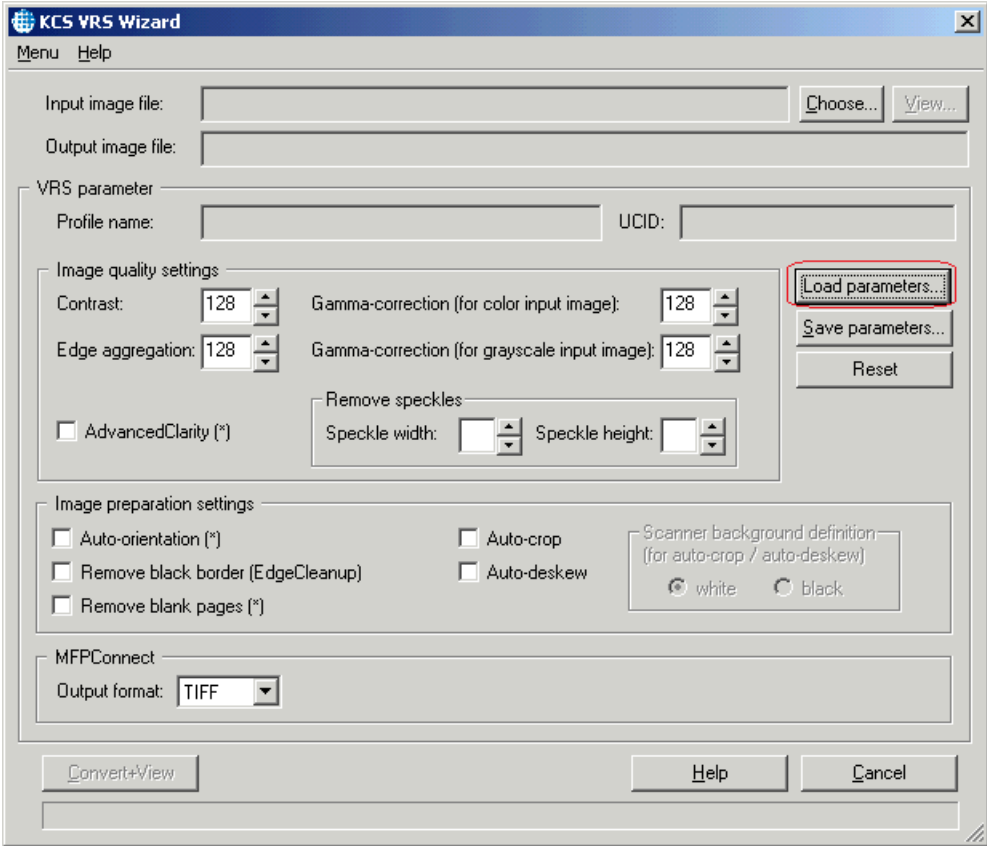 KCS VRS Wizard
Menu Help
Input image file: Choose... View...
Output image file:
VRS parameter
Profile name: UCID:
Image quality settings
Contrast: 128 Gamma-correction (for color input image): 128 Load parameters...
Edge aggregation: 128 Gamma-correction (for grayscale input image): 128 Save parameters...
Reset
Remove speckles
AdvancedClarity (*) Speckle width: Speckle height:
Image preparation settings
Auto-orientation (*) Auto-crop Scanner background definition
(for auto-crop / auto-deskew)
Remove black border (EdgeCleanup) Auto-deskew
white black
Remove blank pages (*)
MFPConnect
Output format: TIFF
Convert+View Help Cancel